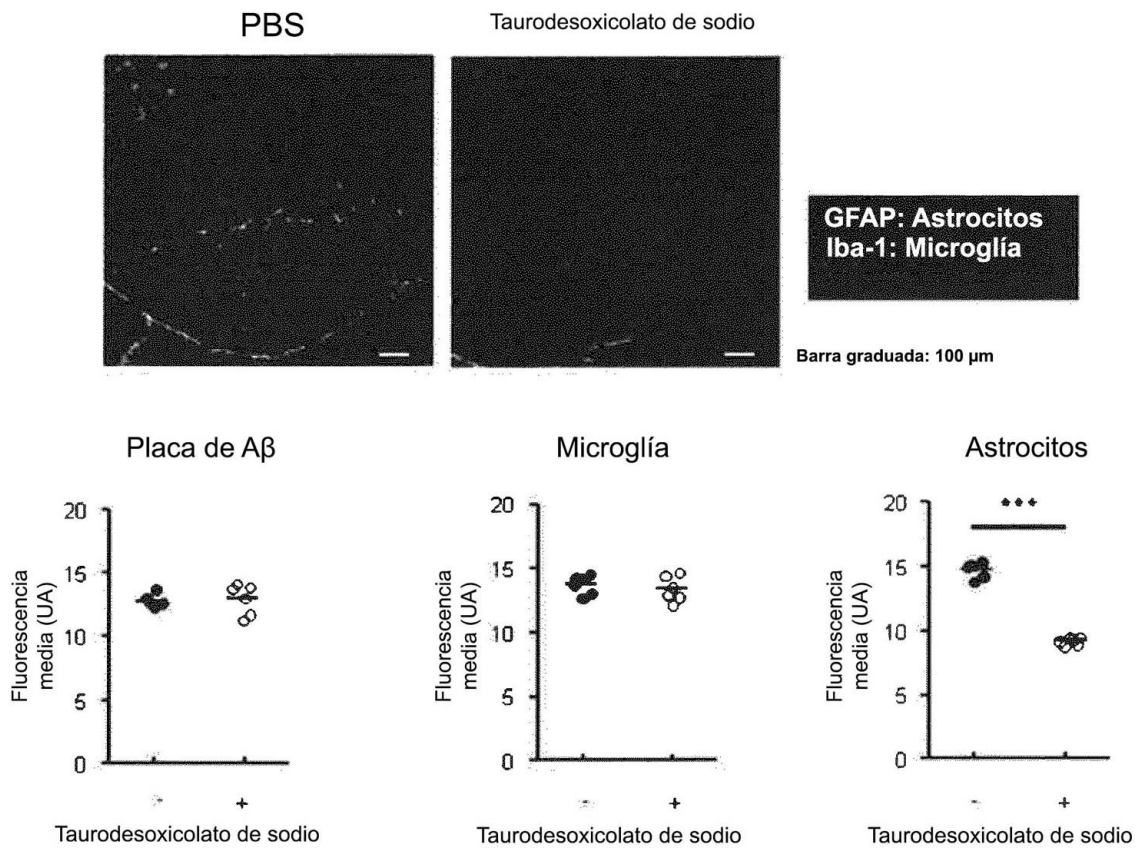 PBS
Taurodesoxicolato de sodio
GFAP: Astrocitos
Iba-1: Microglía
Barra graduada: 100 µm
Placa de Aβ
Fluorescencia
media (UA)
20
15
10
5
0
-
+
Taurodesoxicolato de sodio
Microglía
Fluorescencia
media (UA)
20
15
10
5
0
-
+
Taurodesoxicolato de sodio
Astrocitos
Fluorescencia
media (UA)
20
15
10
5
0
***
-
+
Taurodesoxicolato de sodio